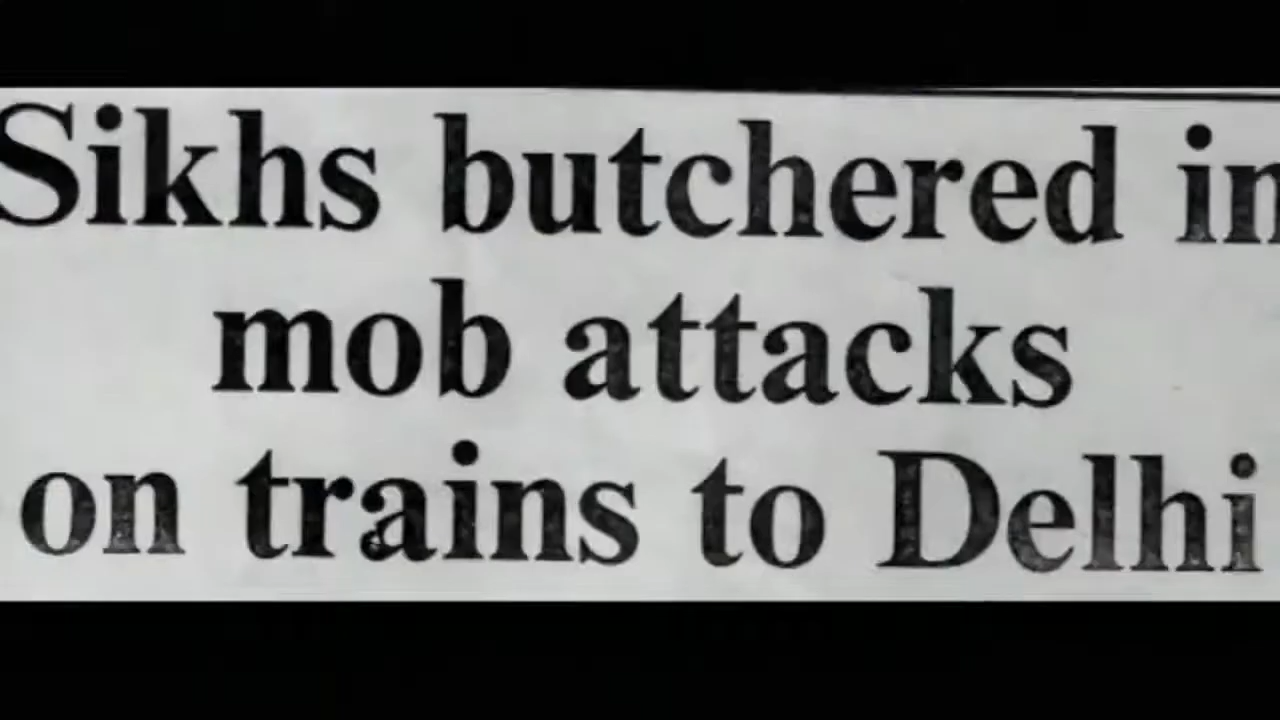 Sikhs butchered in
mob attacks
on trains to Delhi